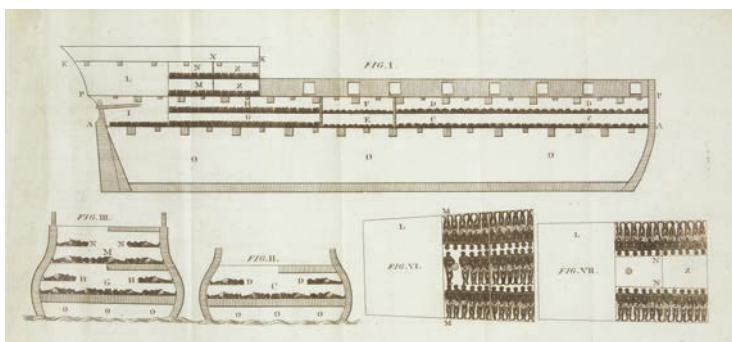 K X K
N Z
FIG. I.
L
M Z
P H F D D P
I
G E C C
A A
O O O
FIG. III.
N N
M
H G H
O O O
FIG. II.
D C D
O O O
M
L
FIG. VI.
M
L
N
FIG. VII. Z
N